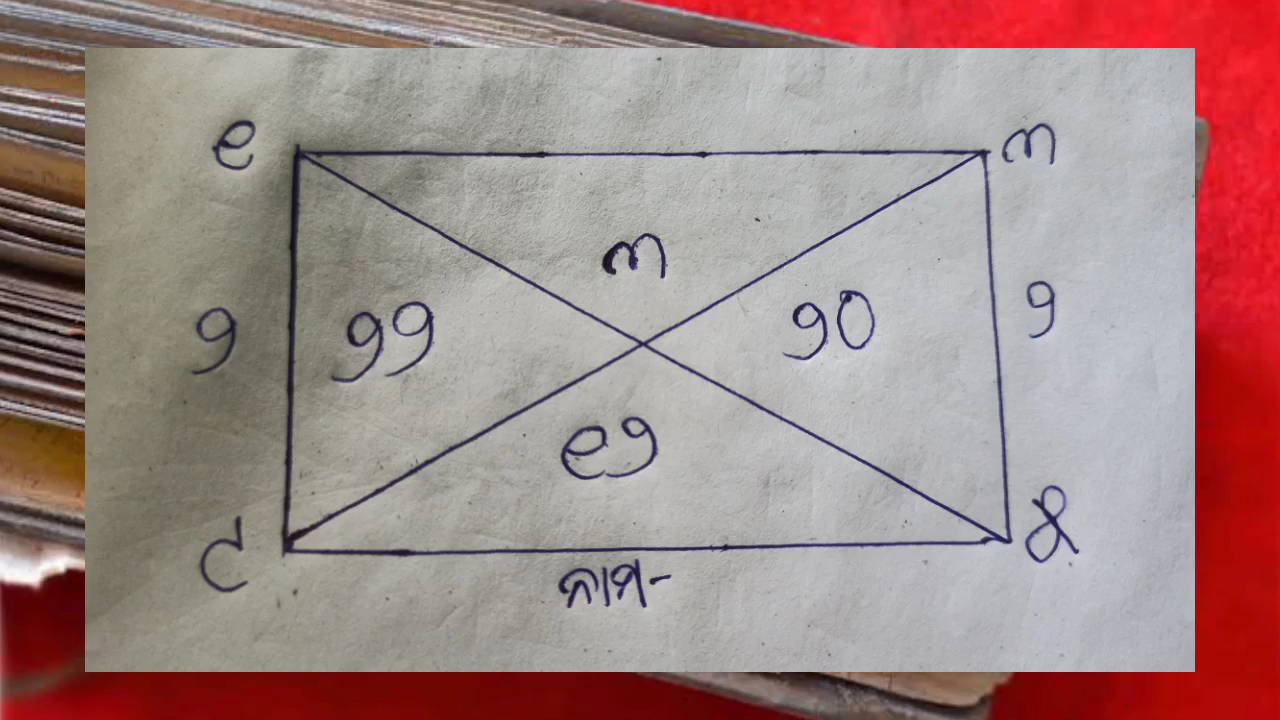 ୨ ୩
୩
୧ ୧୧ ୧୦ ୧
୨୧
୮ ୪
ନାମ-